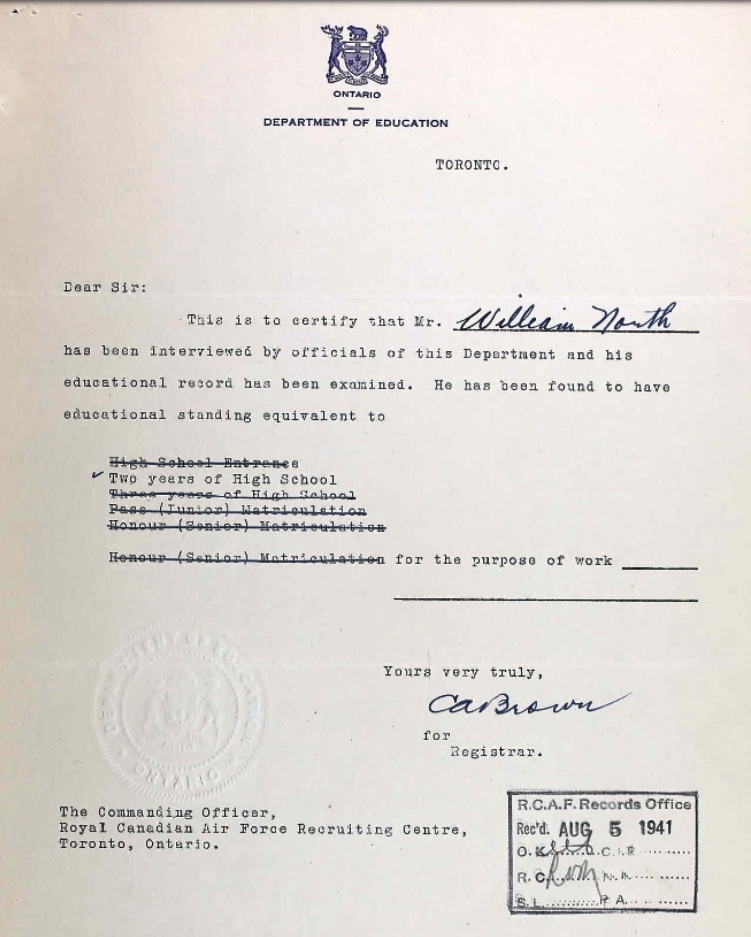 ONTARIO
DEPARTMENT OF EDUCATION
TORONTO.
Dear Sir:
This is to certify that Mr. William North
has been interviewed by officials of this Department and his
educational record has been examined. He has been found to have
educational standing equivalent to
High School Entrance
Two years of High School
Three years of High School
Pass (Junior) Matriculation
Honour (Senior) Matriculation
Honour (Senior) Matriculation for the purpose of work
Yours very truly,
CABrown
for
Registrar.
ONTARIO
The Commanding Officer,
Royal Canadian Air Force Recruiting Centre,
Toronto, Ontario.
R.C.A.F. Records Office
Rec'd. AUG 5 1941
R.C.
S.L. P.A.